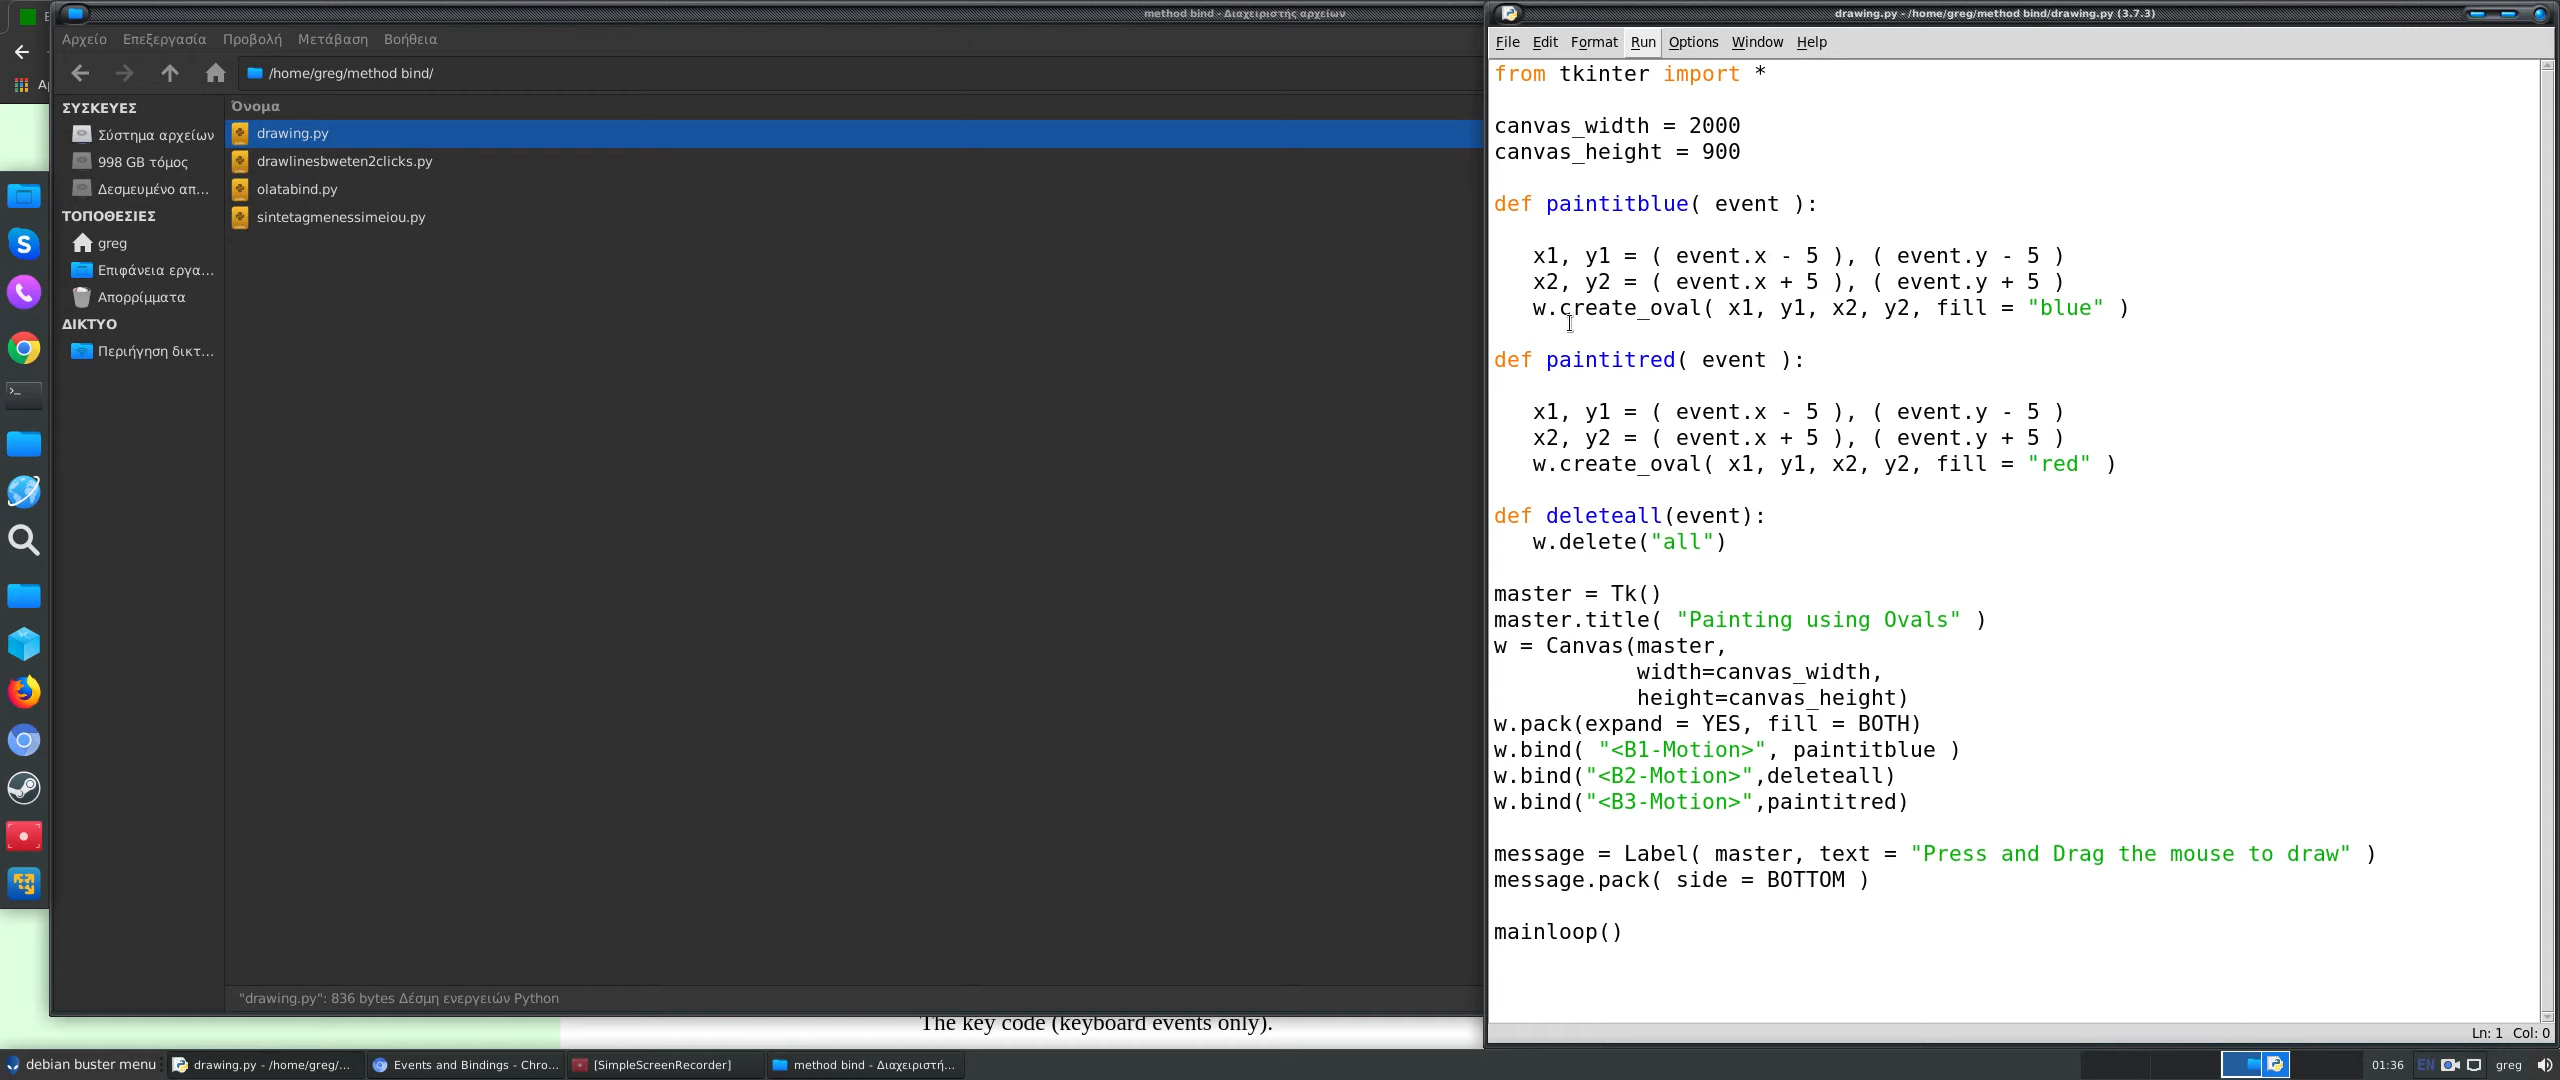 method bind - Διαχειριστής αρχείων
Αρχείο Επεξεργασία Προβολή Μετάβαση Βοήθεια
/home/greg/method bind/
ΣΥΣΚΕΥΕΣ
Σύστημα αρχείων
998 GB τόμος
Δεσμευμένο απ...
ΤΟΠΟΘΕΣΙΕΣ
greg
Επιφάνεια εργα...
Απορρίμματα
ΔΙΚΤΥΟ
Περιήγηση δικτ...
Όνομα
drawing.py
drawlinesbweten2clicks.py
olatabind.py
sintetagmenessimeiou.py
"drawing.py": 836 bytes Δέσμη ενεργειών Python
The key code (keyboard events only).
drawing.py - /home/greg/method bind/drawing.py (3.7.3)
File Edit Format Run Options Window Help
from tkinter import *
canvas_width = 2000
canvas_height = 900
def paintitblue( event ):
x1, y1 = ( event.x - 5 ), ( event.y - 5 )
x2, y2 = ( event.x + 5 ), ( event.y + 5 )
w.create_oval( x1, y1, x2, y2, fill = "blue" )
def paintitred( event ):
x1, y1 = ( event.x - 5 ), ( event.y - 5 )
x2, y2 = ( event.x + 5 ), ( event.y + 5 )
w.create_oval( x1, y1, x2, y2, fill = "red" )
def deleteall(event):
w.delete("all")
master = Tk()
master.title( "Painting using Ovals" )
w = Canvas(master,
width=canvas_width,
height=canvas_height)
w.pack(expand = YES, fill = BOTH)
w.bind( "<B1-Motion>", paintitblue )
w.bind("<B2-Motion>",deleteall)
w.bind("<B3-Motion>",paintitred)
message = Label( master, text = "Press and Drag the mouse to draw" )
message.pack( side = BOTTOM )
mainloop()
Ln: 1 Col: 0
debian buster menu drawing.py - /home/greg/... Events and Bindings - Chro... [SimpleScreenRecorder] method bind - Διαχειριστή... 01:36 EN greg